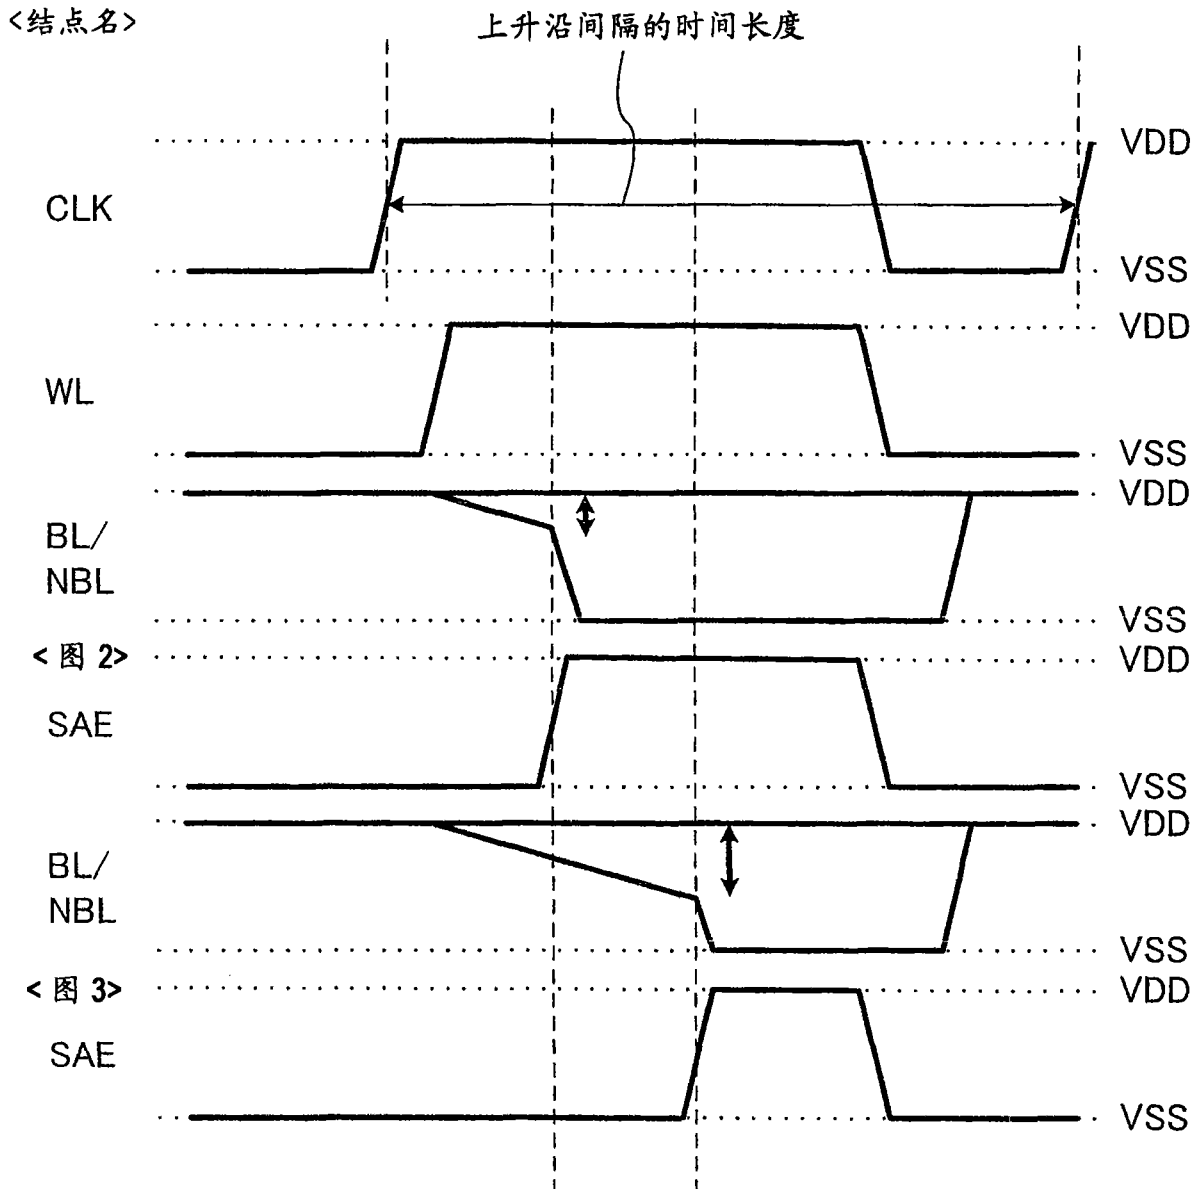 <结点名>
上升沿间隔的时间长度
VDD
CLK
VSS
VDD
WL
VSS
VDD
BL/
NBL
VSS
<图 2>
VDD
SAE
VSS
VDD
BL/
NBL
VSS
<图 3>
VDD
SAE
VSS